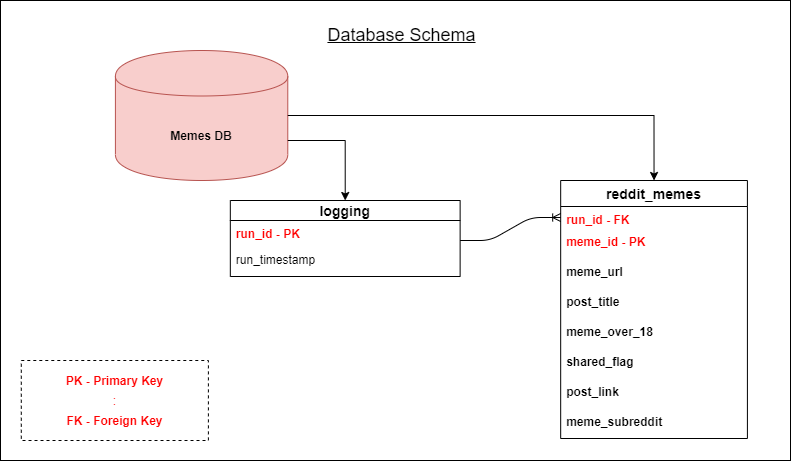 Database Schema
Memes DB
logging
run_id - PK
run_timestamp
reddit_memes
run_id - FK
meme_id - PK
meme_url
post_title
meme_over_18
shared_flag
post_link
meme_subreddit
PK - Primary Key
:
FK - Foreign Key